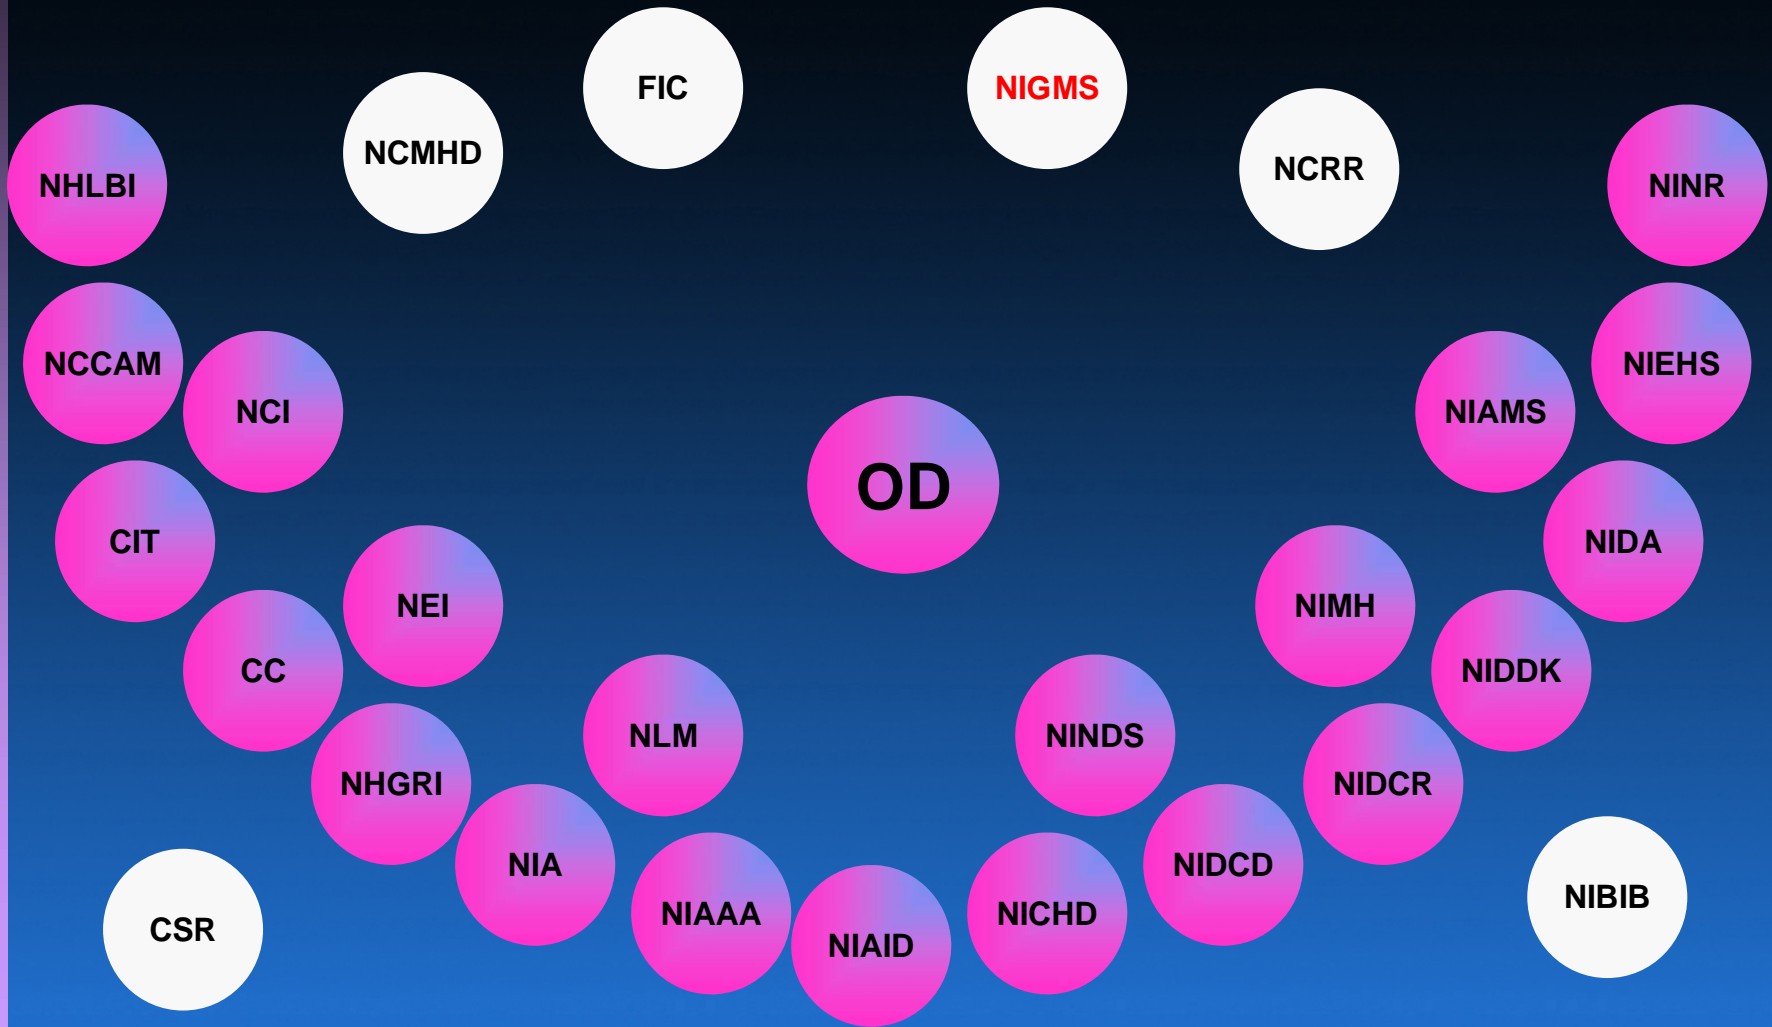 FIC
NIGMS
NCMHD
NCRR
NHLBI
NINR
NCCAM
NIEHS
NCI
NIAMS
OD
CIT
NIDA
NEI
NIMH
CC
NIDDK
NLM
NINDS
NHGRI
NIDCR
NIA
NIDCD
NIBIB
NIAAA
NICHD
CSR
NIAID